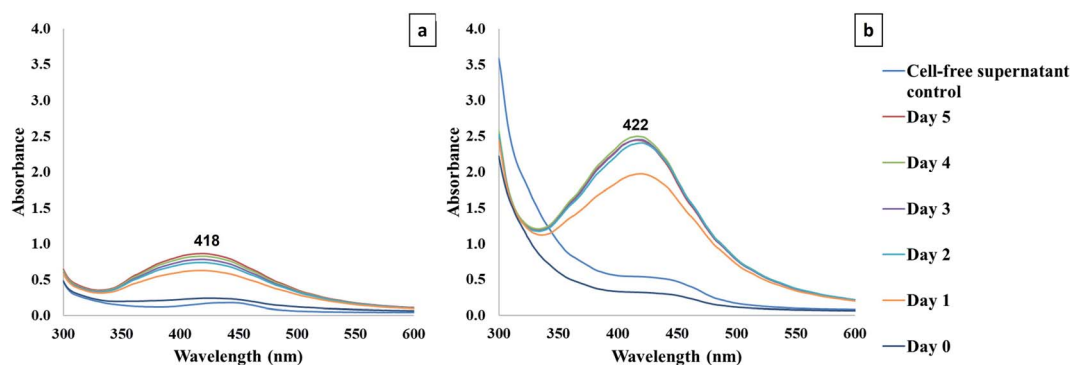 a
4.0
3.5
3.0
2.5
2.0
1.5
1.0
0.5
0.0
Absorbance
418
300 350 400 450 500 550 600
Wavelength (nm)
b
4.0
3.5
3.0
2.5
2.0
1.5
1.0
0.5
0.0
Absorbance
422
300 350 400 450 500 550 600
Wavelength (nm)
Cell-free supernatant
control
Day 5
Day 4
Day 3
Day 2
Day 1
Day 0